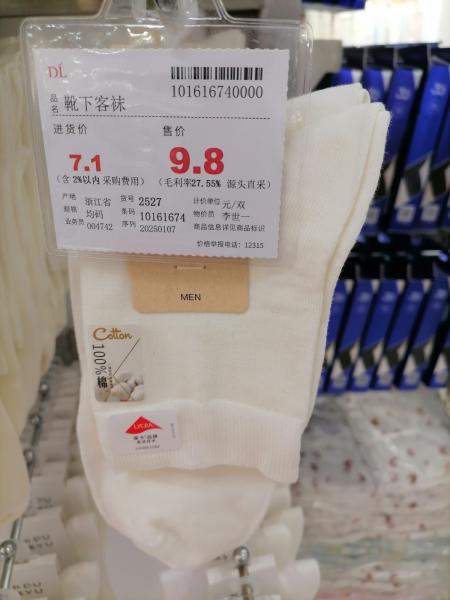 DL
品名 靴下客袜
101616740000
进货价 售价
7.1 9.8
(含 2%以内 采购费用) (毛利率27.55% 源头直采)
产地 浙江省 货号 2527 计价单位 元/双
规格 均码 条码 10161674 物价员 李世一
业务员 004742 序列 20250107 商品信息详见商品标识
价格举报电话: 12315
MEN
Cotton
100%棉
LYCRA